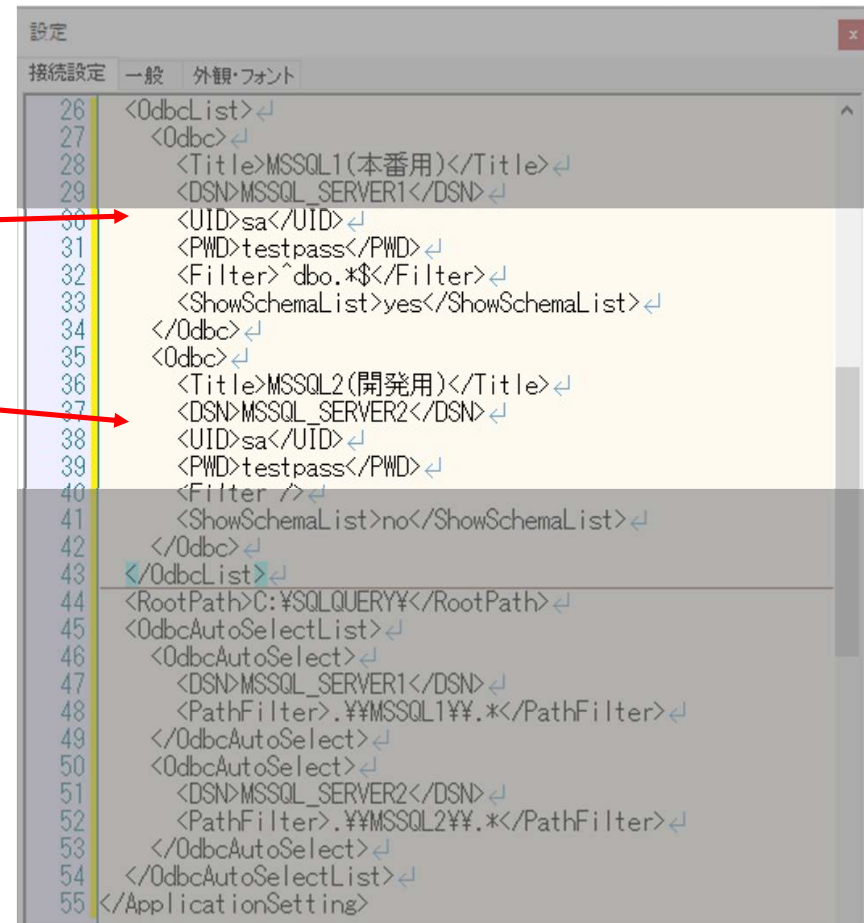 設定
x
接続設定 一般 外観・フォント
26 <OdbcList>↵
27 <Odbc>↵
28 <Title>MSSQL1(本番用)</Title>↵
29 <DSN>MSSQL_SERVER1</DSN>↵
30 <UID>sa</UID>↵
31 <PWD>testpass</PWD>↵
32 <Filter>^dbo.*$</Filter>↵
33 <ShowSchemaList>yes</ShowSchemaList>↵
34 </Odbc>↵
35 <Odbc>↵
36 <Title>MSSQL2(開発用)</Title>↵
37 <DSN>MSSQL_SERVER2</DSN>↵
38 <UID>sa</UID>↵
39 <PWD>testpass</PWD>↵
40 <Filter />↵
41 <ShowSchemaList>no</ShowSchemaList>↵
42 </Odbc>↵
43 </OdbcList>↵
44 <RootPath>C:¥SQLQUERY¥</RootPath>↵
45 <OdbcAutoSelectList>↵
46 <OdbcAutoSelect>↵
47 <DSN>MSSQL_SERVER1</DSN>↵
48 <PathFilter>.¥¥MSSQL1¥¥.*</PathFilter>↵
49 </OdbcAutoSelect>↵
50 <OdbcAutoSelect>↵
51 <DSN>MSSQL_SERVER2</DSN>↵
52 <PathFilter>.¥¥MSSQL2¥¥.*</PathFilter>↵
53 </OdbcAutoSelect>↵
54 </OdbcAutoSelectList>↵
55 </ApplicationSetting>